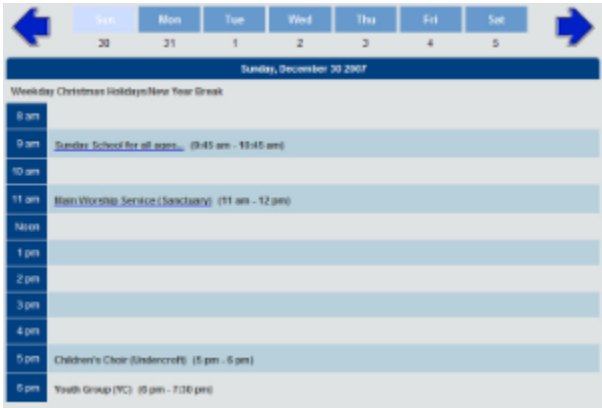 Sun Mon Tue Wed Thu Fri Sat
30 31 1 2 3 4 5
Sunday, December 30 2007
Weekday Christmas Holidays/New Year Break
8 am
9 am Sunday School for all ages... (9:45 am - 10:45 am)
10 am
11 am Main Worship Service (Sanctuary) (11 am - 12 pm)
Noon
1 pm
2 pm
3 pm
4 pm
5 pm Children's Choir (Undercroft) (5 pm - 6 pm)
6 pm Youth Group (YC) (6 pm - 7:30 pm)